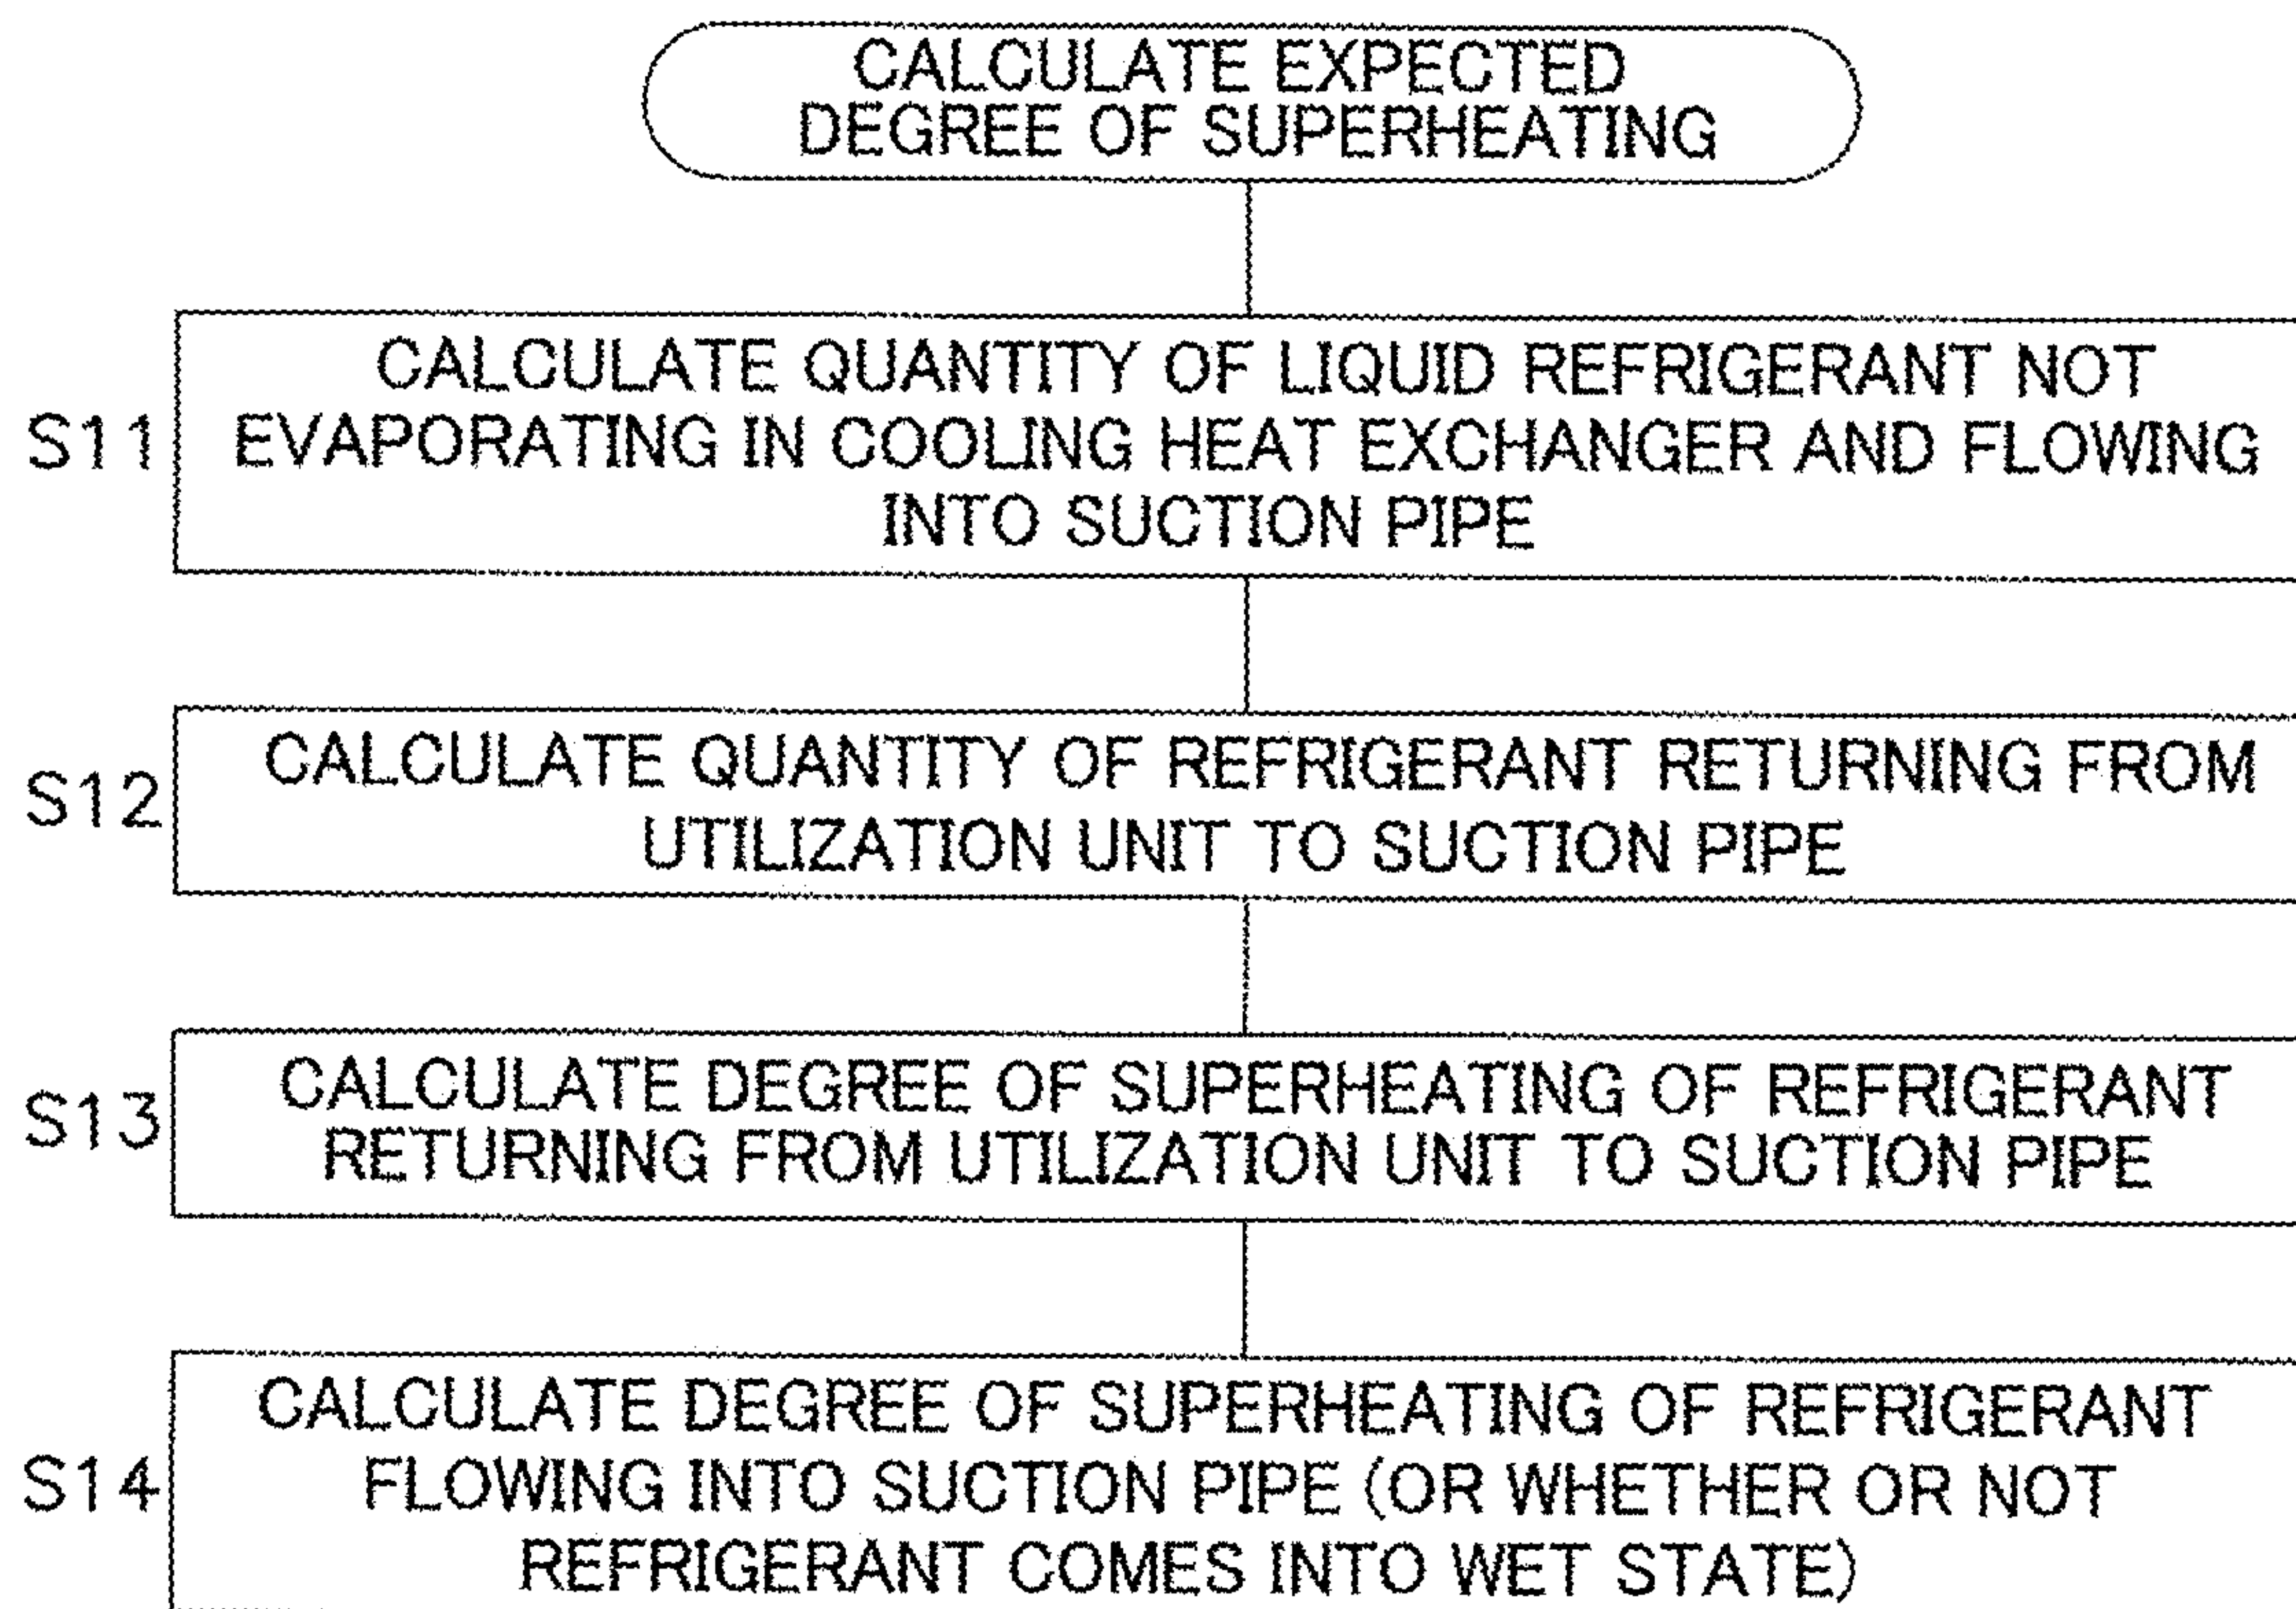 CALCULATE EXPECTED
DEGREE OF SUPERHEATING
S11
CALCULATE QUANTITY OF LIQUID REFRIGERANT NOT
EVAPORATING IN COOLING HEAT EXCHANGER AND FLOWING
INTO SUCTION PIPE
S12
CALCULATE QUANTITY OF REFRIGERANT RETURNING FROM
UTILIZATION UNIT TO SUCTION PIPE
S13
CALCULATE DEGREE OF SUPERHEATING OF REFRIGERANT
RETURNING FROM UTILIZATION UNIT TO SUCTION PIPE
S14
CALCULATE DEGREE OF SUPERHEATING OF REFRIGERANT
FLOWING INTO SUCTION PIPE (OR WHETHER OR NOT
REFRIGERANT COMES INTO WET STATE)